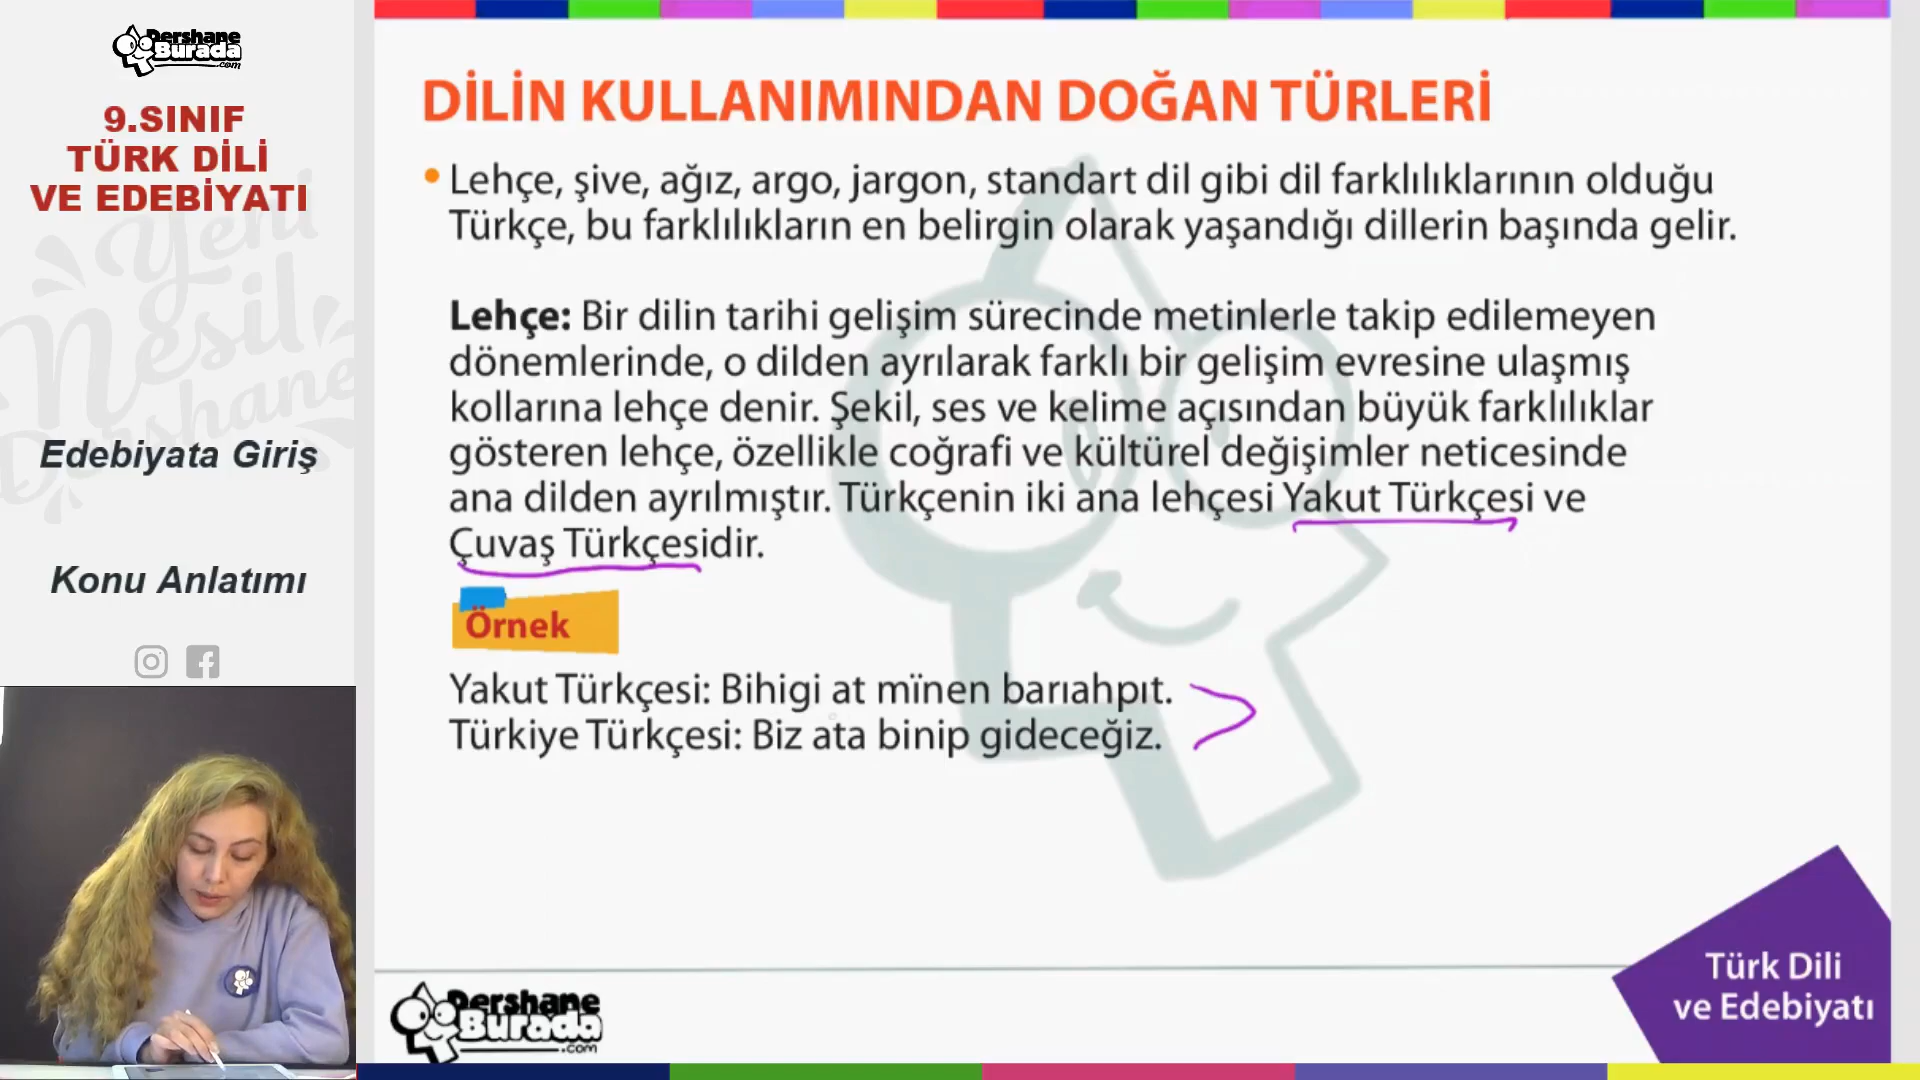 Dershane
Burada
.com
9.SINIF
TÜRK DİLİ
VE EDEBİYATI
Yeni
Nesil
Dershane
Edebiyata Giriş
Konu Anlatımı
DİLİN KULLANIMINDAN DOĞAN TÜRLERİ
• Lehçe, şive, ağız, argo, jargon, standart dil gibi dil farklılıklarının olduğu
Türkçe, bu farklılıkların en belirgin olarak yaşandığı dillerin başında gelir.
Lehçe: Bir dilin tarihi gelişim sürecinde metinlerle takip edilemeyen
dönemlerinde, o dilden ayrılarak farklı bir gelişim evresine ulaşmış
kollarına lehçe denir. Şekil, ses ve kelime açısından büyük farklılıklar
gösteren lehçe, özellikle coğrafi ve kültürel değişimler neticesinde
ana dilden ayrılmıştır. Türkçenin iki ana lehçesi Yakut Türkçesi ve
Çuvaş Türkçesidir.
Örnek
Yakut Türkçesi: Bihigi at mïnen barıahpıt.
Türkiye Türkçesi: Biz ata binip gideceğiz.
Dershane
Burada
.com
Türk Dili
ve Edebiyatı